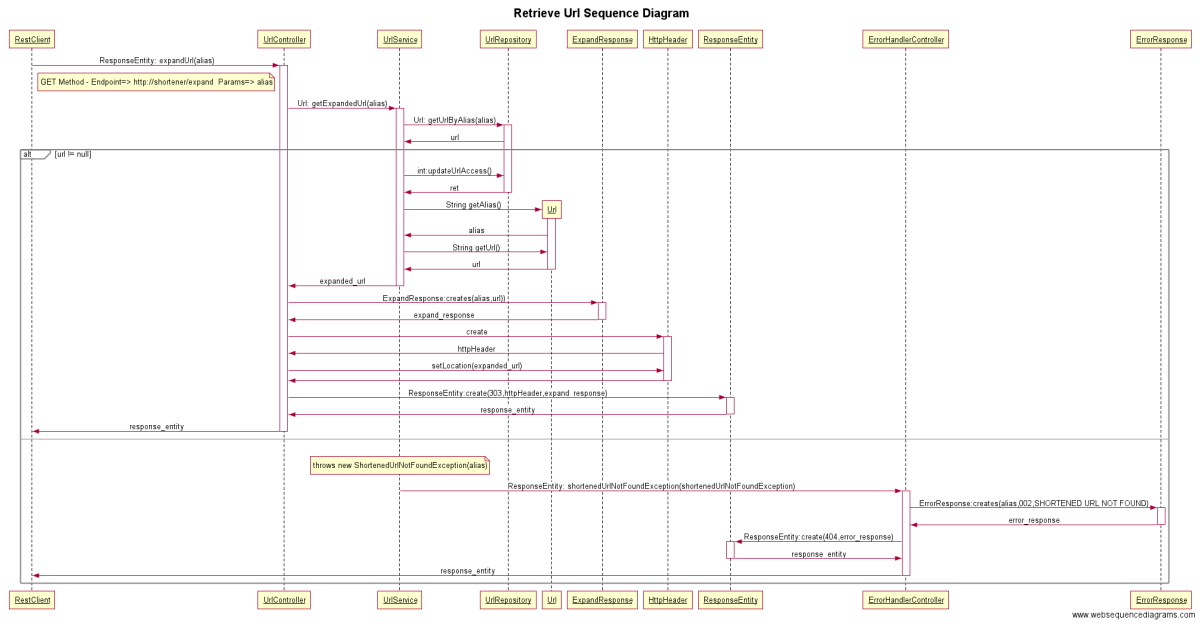 Retrieve Url Sequence Diagram
RestClient UrlController UrlService UrlRepository ExpandResponse HttpHeader ResponseEntity ErrorHandlerController ErrorResponse
ResponseEntity: expandUrl(alias)
GET Method - Endpoint=> http://shortener/expand Params=> alias
Url: getExpandedUrl(alias)
Url: getUrlByAlias(alias)
url
alt [url != null]
int:updateUrlAccess()
ret
String getAlias()
Url
alias
String getUrl()
url
expanded_url
ExpandResponse:creates(alias,url))
expand_response
create
httpHeader
setLocation(expanded_url)
ResponseEntity:create(303,httpHeader,expand_response)
response_entity
response_entity
throws new ShortenedUrlNotFoundException(alias)
ResponseEntity: shortenedUrlNotFoundException(shortenedUrlNotFoundException)
ErrorResponse:creates(alias,002,SHORTENED URL NOT FOUND)
error_response
ResponseEntity:create(404,error_response)
response_entity
response_entity
RestClient UrlController UrlService UrlRepository Url ExpandResponse HttpHeader ResponseEntity ErrorHandlerController ErrorResponse
www.websequencediagrams.com